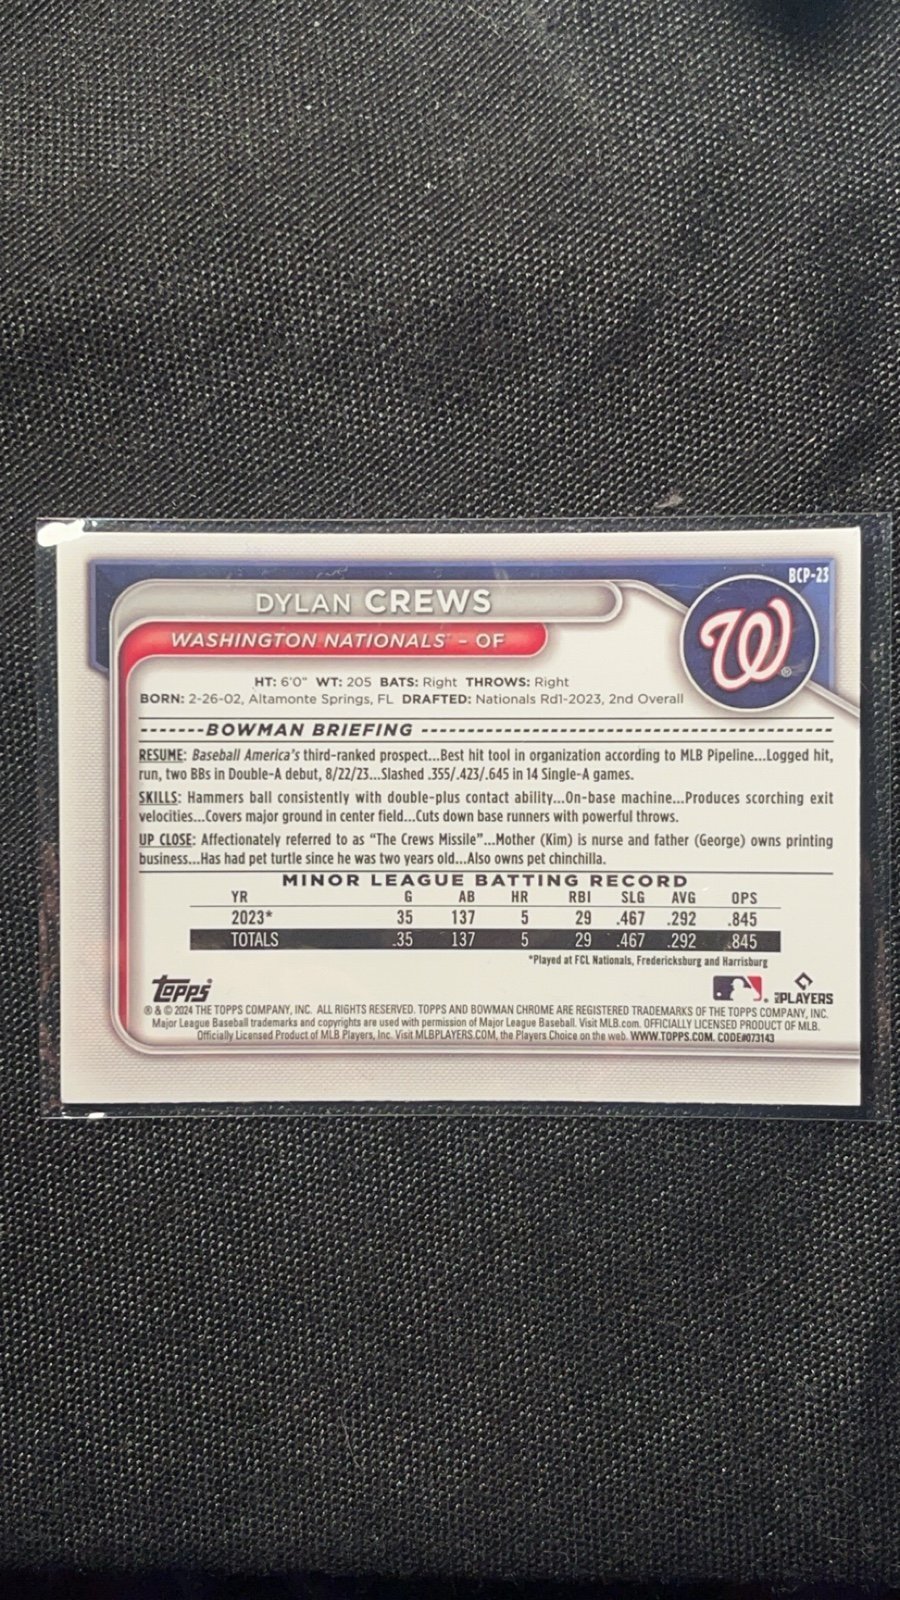 BCP-23
DYLAN CREWS
WASHINGTON NATIONALS™ - OF
W®
HT: 6'0" WT: 205 BATS: Right THROWS: Right
BORN: 2-26-02, Altamonte Springs, FL DRAFTED: Nationals Rd1-2023, 2nd Overall
BOWMAN BRIEFING
RESUME: Baseball America's third-ranked prospect...Best hit tool in organization according to MLB Pipeline...Logged hit,
run, two BBs in Double-A debut, 8/22/23...Slashed .355/.423/.645 in 14 Single-A games.
SKILLS: Hammers ball consistently with double-plus contact ability...On-base machine...Produces scorching exit
velocities...Covers major ground in center field...Cuts down base runners with powerful throws.
UP CLOSE: Affectionately referred to as "The Crews Missile"...Mother (Kim) is nurse and father (George) owns printing
business...Has had pet turtle since he was two years old...Also owns pet chinchilla.
MINOR LEAGUE BATTING RECORD
YR G AB HR RBI SLG AVG OPS
2023* 35 137 5 29 .467 .292 .845
TOTALS 35 137 5 29 .467 .292 .845
*Played at FCL Nationals, Fredericksburg and Harrisburg
Topps MLB PLAYERS
® & © 2024 THE TOPPS COMPANY, INC. ALL RIGHTS RESERVED. TOPPS AND BOWMAN CHROME ARE REGISTERED TRADEMARKS OF THE TOPPS COMPANY, INC.
Major League Baseball trademarks and copyrights are used with permission of Major League Baseball. Visit MLB.com. OFFICIALLY LICENSED PRODUCT OF MLB.
Officially Licensed Product of MLB Players, Inc. Visit MLBPLAYERS.COM, the Players Choice on the web. WWW.TOPPS.COM. CODE#073143